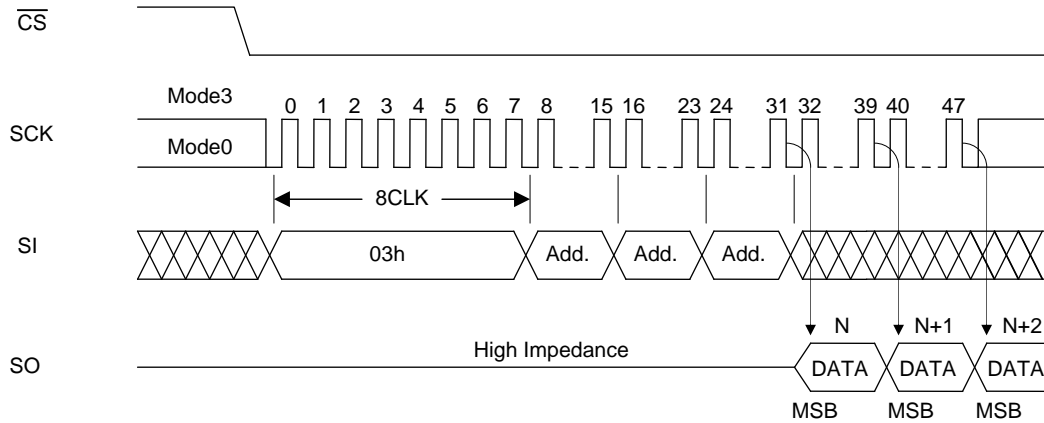 CS
Mode3
0 1 2 3 4 5 6 7 8 15 16 23 24 31 32 39 40 47
SCK
Mode0
8CLK
SI
03h Add. Add. Add.
N N+1 N+2
High Impedance
SO
DATA DATA DATA
MSB MSB MSB